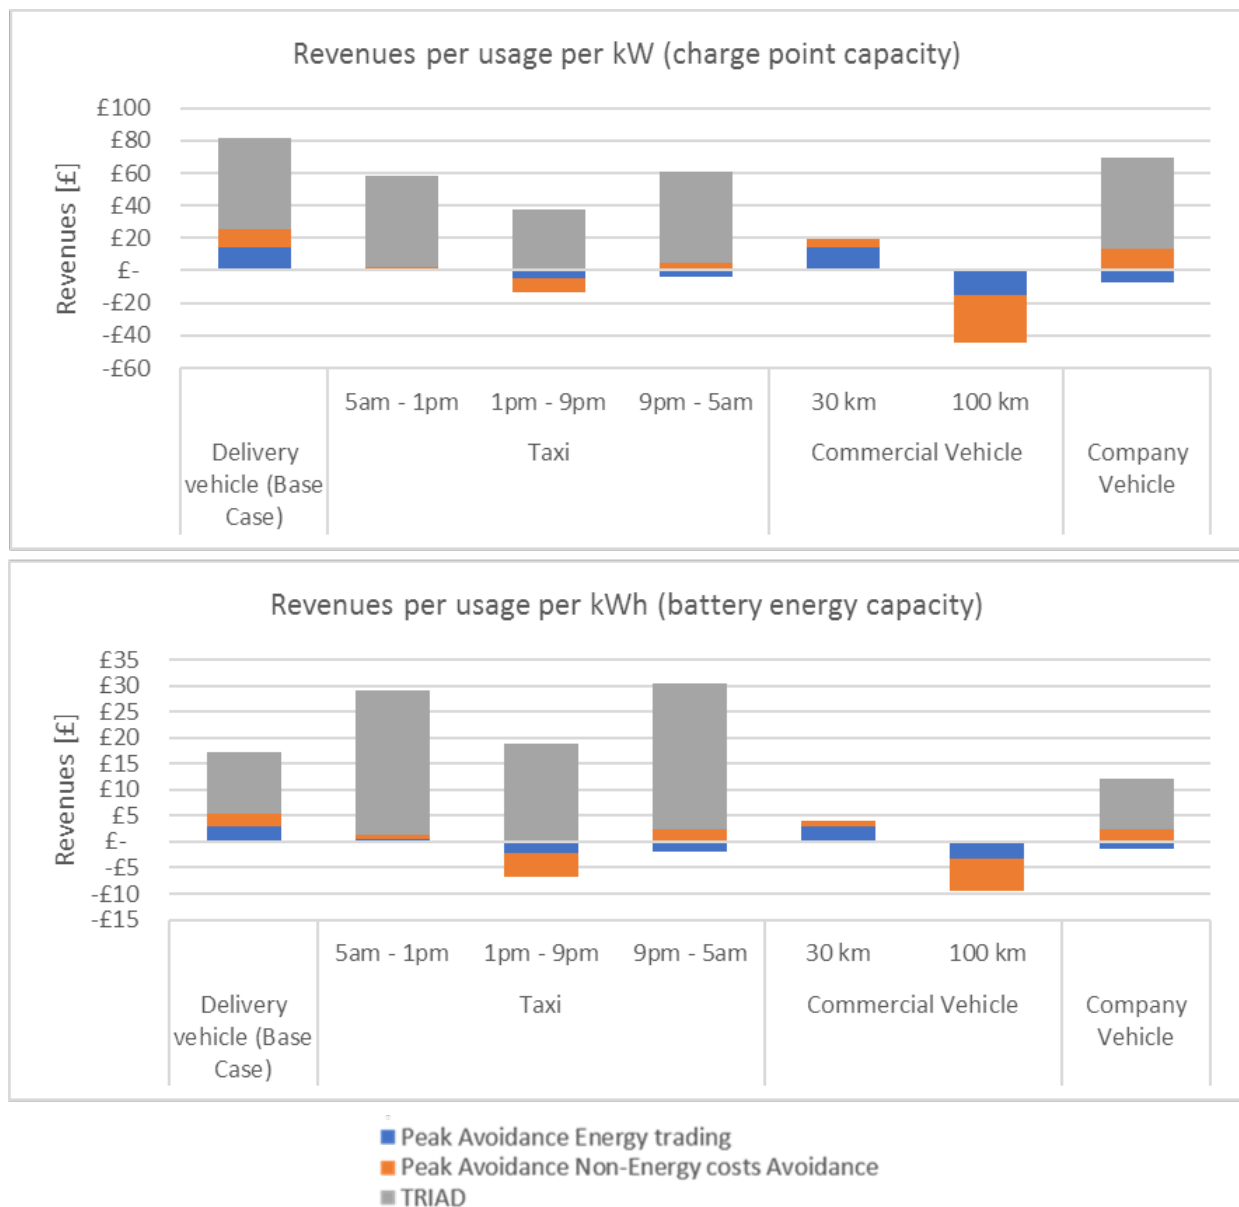 Revenues per usage per kW (charge point capacity)
Revenues [£]
£100
£80
£60
£40
£20
£-
-£20
-£40
-£60
5am - 1pm 1pm - 9pm 9pm - 5am 30 km 100 km
Delivery vehicle (Base Case) Taxi Commercial Vehicle Company Vehicle
Revenues per usage per kWh (battery energy capacity)
Revenues [£]
£35
£30
£25
£20
£15
£10
£5
£-
-£5
-£10
-£15
5am - 1pm 1pm - 9pm 9pm - 5am 30 km 100 km
Delivery vehicle (Base Case) Taxi Commercial Vehicle Company Vehicle
Peak Avoidance Energy trading
Peak Avoidance Non-Energy costs Avoidance
TRIAD